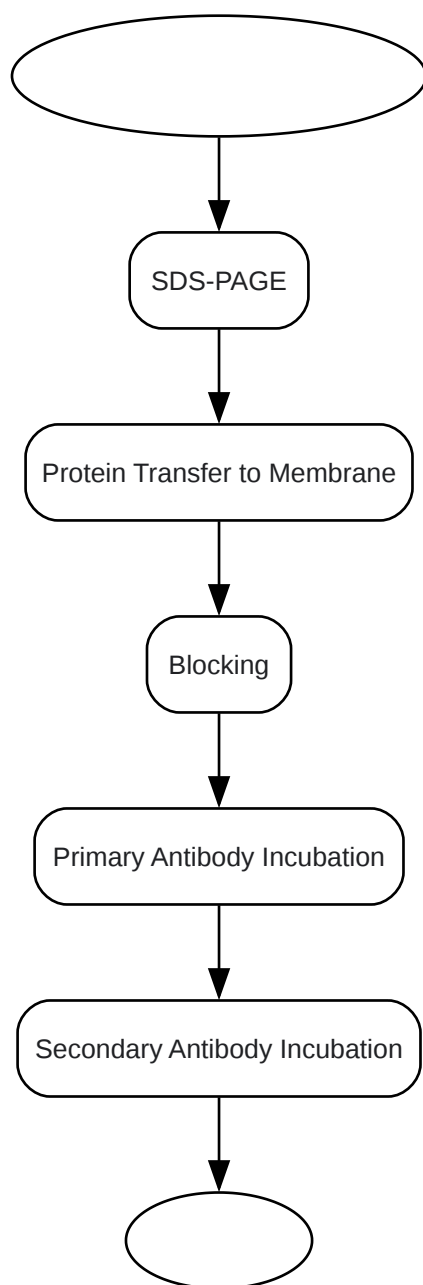 SDS-PAGE
Protein Transfer to Membrane
Blocking
Primary Antibody Incubation
Secondary Antibody Incubation